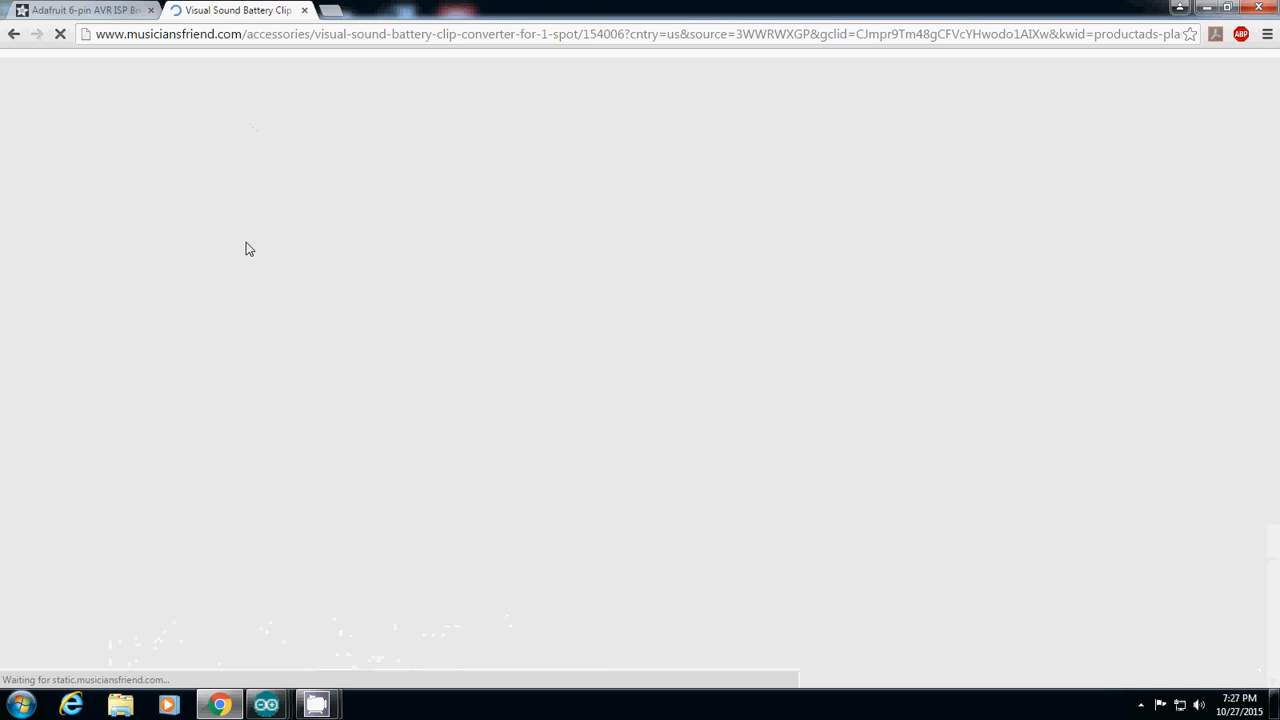 Adafruit 6-pin AVR ISP Br
Visual Sound Battery Clip
www.musiciansfriend.com/accessories/visual-sound-battery-clip-converter-for-1-spot/154006?cntry=us&source=3WWRWXGP&gclid=CJmpr9Tm48gCFVcYHwodo1AIXw&kwid=productads-pla
ABP
Waiting for static.musiciansfriend.com...
7:27 PM
10/27/2015